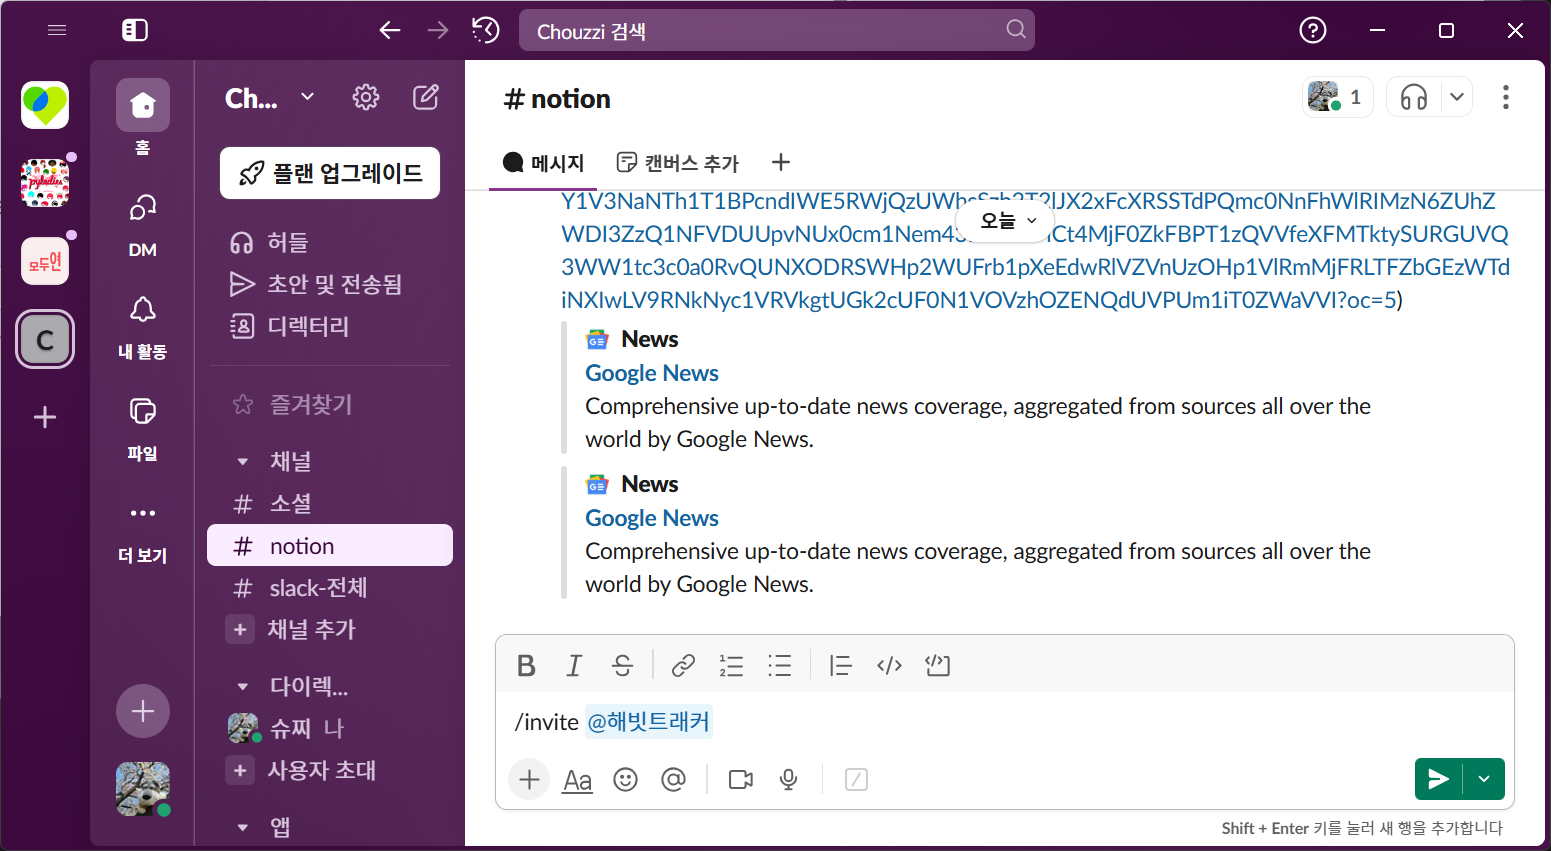 Chouzzi 검색
pyladies
모두연
C
홈
DM
내 활동
파일
더 보기
Ch...
플랜 업그레이드
허들
초안 및 전송됨
디렉터리
즐겨찾기
채널
# 소셜
# notion
# slack-전체
채널 추가
다이렉...
슈찌 나
사용자 초대
앱
# notion
1
메시지
캔버스 추가
오늘
3WW1tc3c0a0RvQUNXODRSWHp2WUFrb1pXeEdwRlVZVnUzOHp1VlRmMjFRLTFZbGEzWTd
iNXIwLV9RNkNyc1VRVkgtUGk2cUF0N1VOVzhOZENQdUVPUm1iT0ZWaVVI?oc=5)
News
Google News
Comprehensive up-to-date news coverage, aggregated from sources all over the
world by Google News.
News
Google News
Comprehensive up-to-date news coverage, aggregated from sources all over the
world by Google News.
/invite @해빗트래커
Shift + Enter 키를 눌러 새 행을 추가합니다